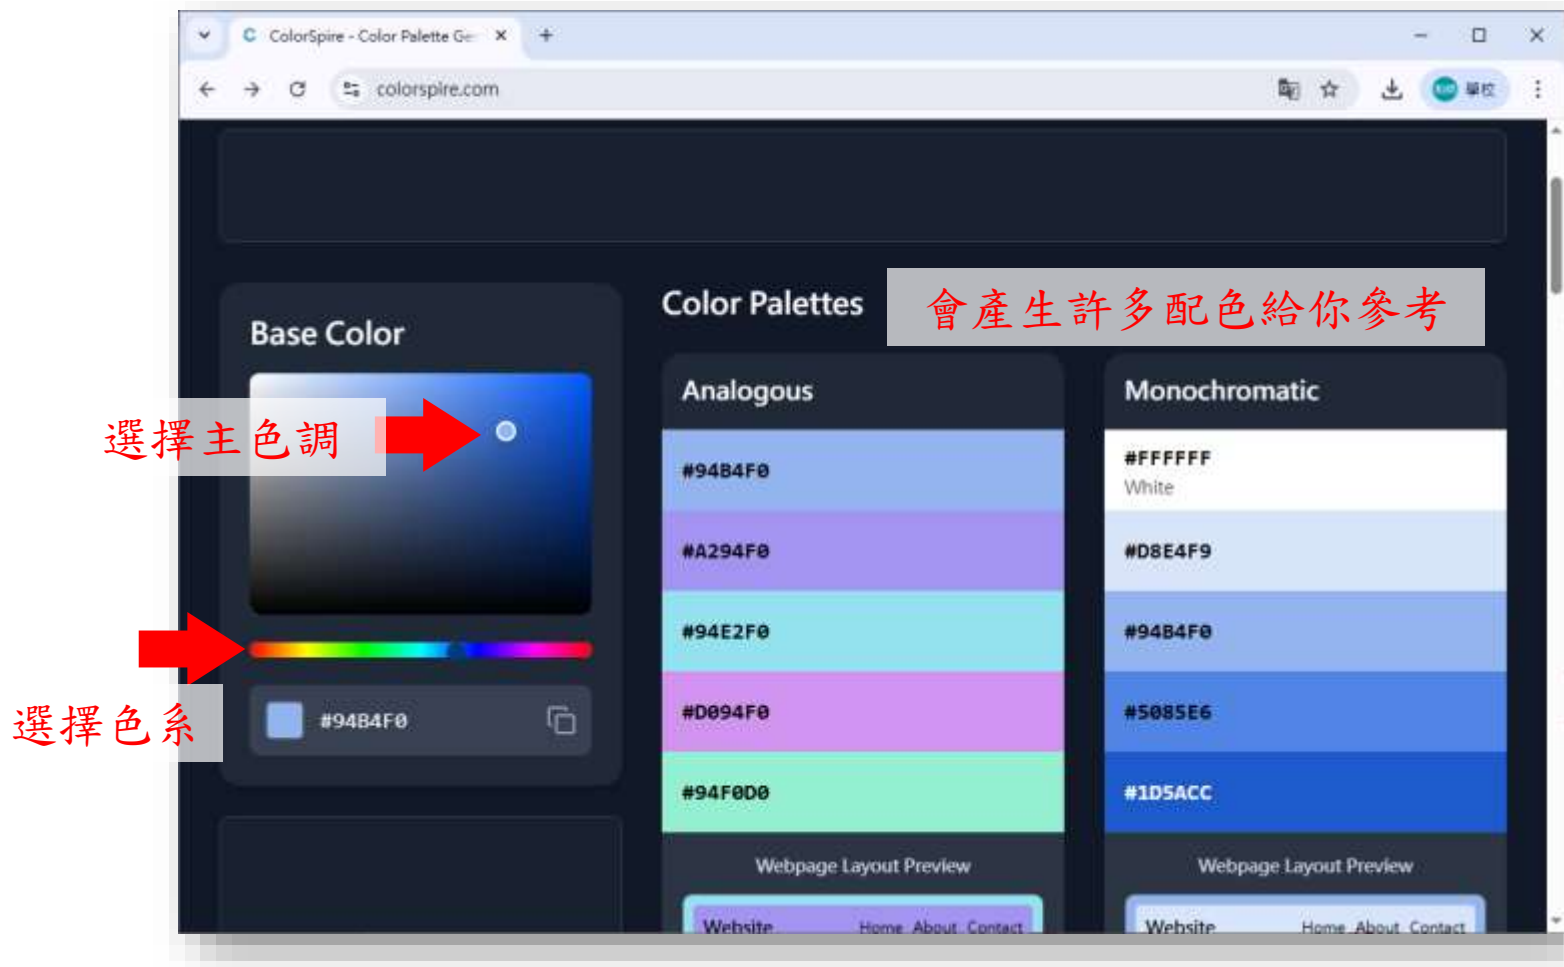 ColorSpire - Color Palette Ge
colorspire.com
學校
Color Palettes
會產生許多配色給你參考
Base Color
選擇主色調
選擇色系
#94B4F0
Analogous
#94B4F0
#A294F0
#94E2F0
#D094F0
#94F0D0
Webpage Layout Preview
Website Home About Contact
Monochromatic
#FFFFFF
White
#D8E4F9
#94B4F0
#5085E6
#1D5ACC
Webpage Layout Preview
Website Home About Contact